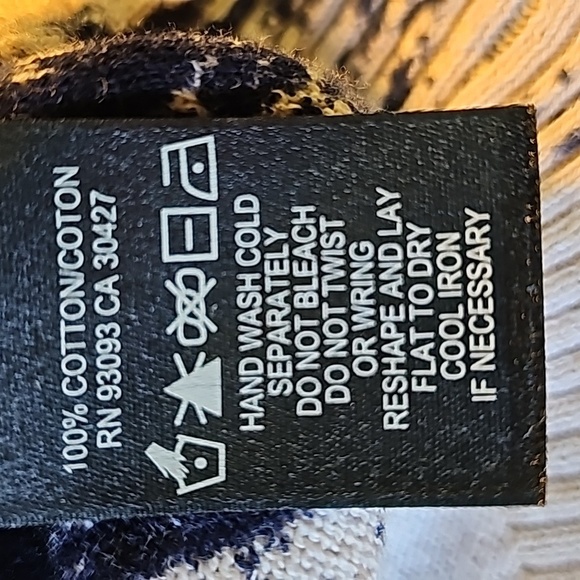 100% COTTON/COTON
RN 93093 CA 30427
HAND WASH COLD
SEPARATELY
DO NOT BLEACH
DO NOT TWIST
OR WRING
RESHAPE AND LAY
FLAT TO DRY
COOL IRON
IF NECESSARY